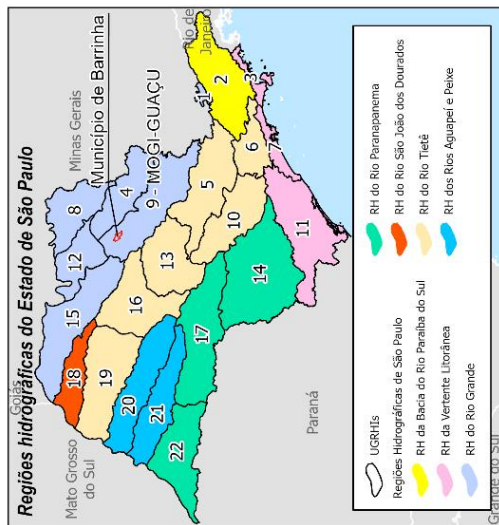 Regiões hidrográficas do Estado de São Paulo
Goiás
Minas Gerais
Município de Barrinha
Mato Grosso
do Sul
Rio de
Janeiro
Paraná
Grande do Sul
8
12
4
15
9 - MOGI-GUAÇU
18
16
13
5
1
2
3
19
10
6
7
20
21
17
14
11
22
UGRHIs
Regiões Hidrográficas de São Paulo
RH da Bacia do Rio Paraíba do Sul
RH da Vertente Litorânea
RH do Rio Grande
RH do Rio Paranapanema
RH do Rio São João dos Dourados
RH do Rio Tietê
RH dos Rios Aguapeí e Peixe